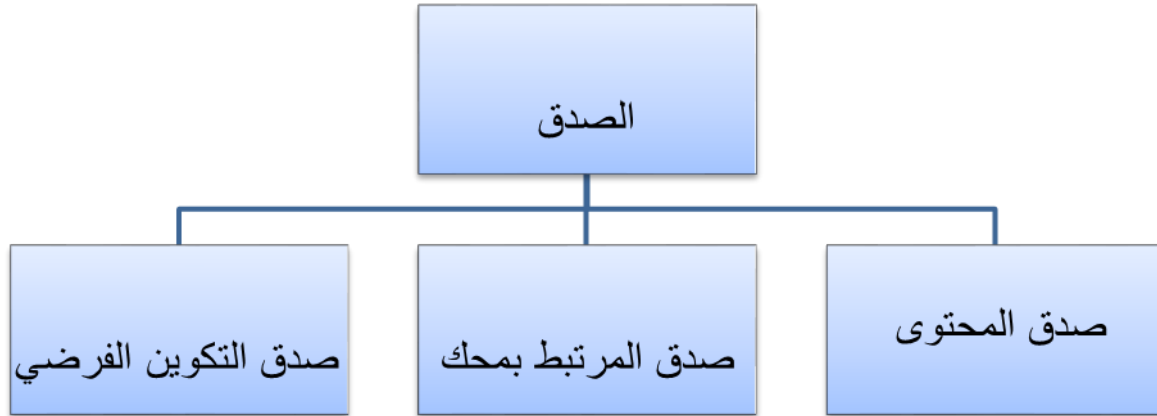 الصدق
صدق المحتوى
صدق المرتبط بمحك
صدق التكوين الفرضي